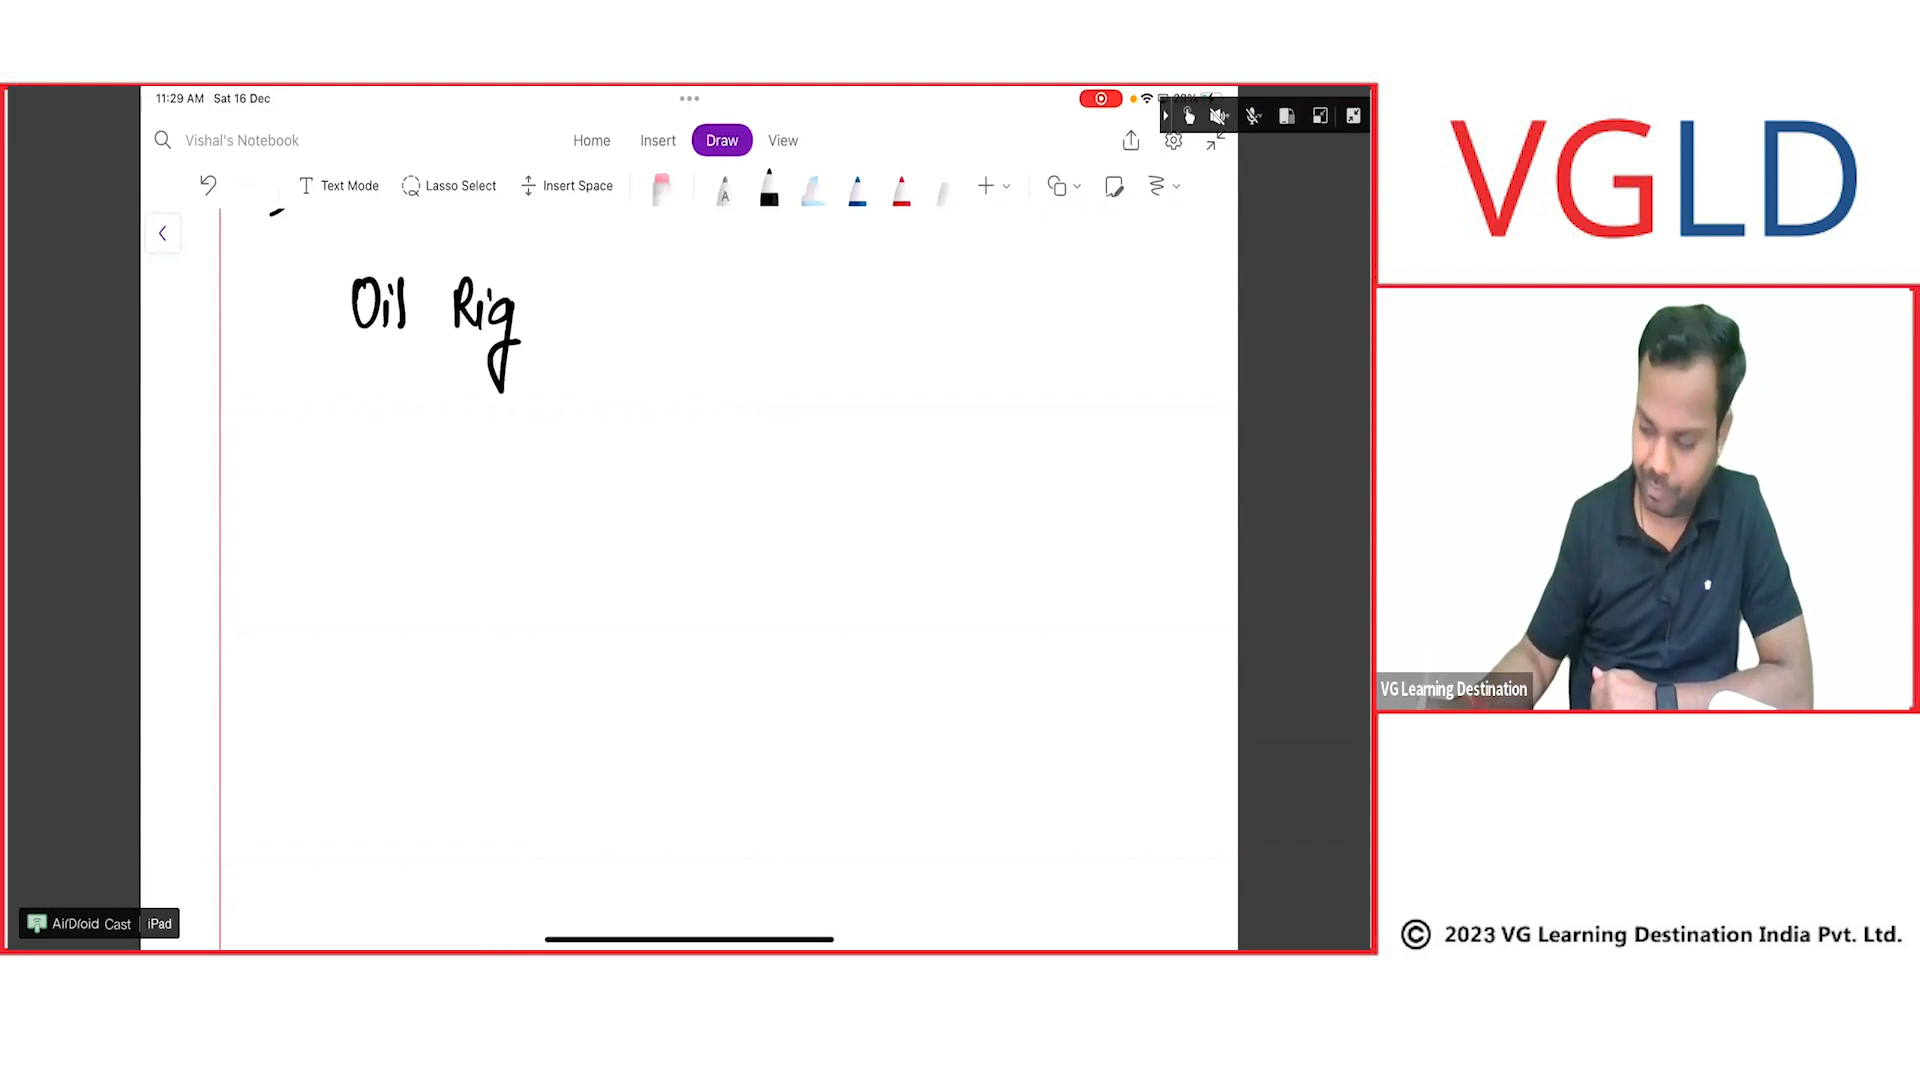 11:29 AM Sat 16 Dec
28%
Vishal's Notebook
Home Insert Draw View
Text Mode Lasso Select Insert Space
A
Oil Rig
AirDroid Cast iPad
VGLD
VG Learning Destination
© 2023 VG Learning Destination India Pvt. Ltd.